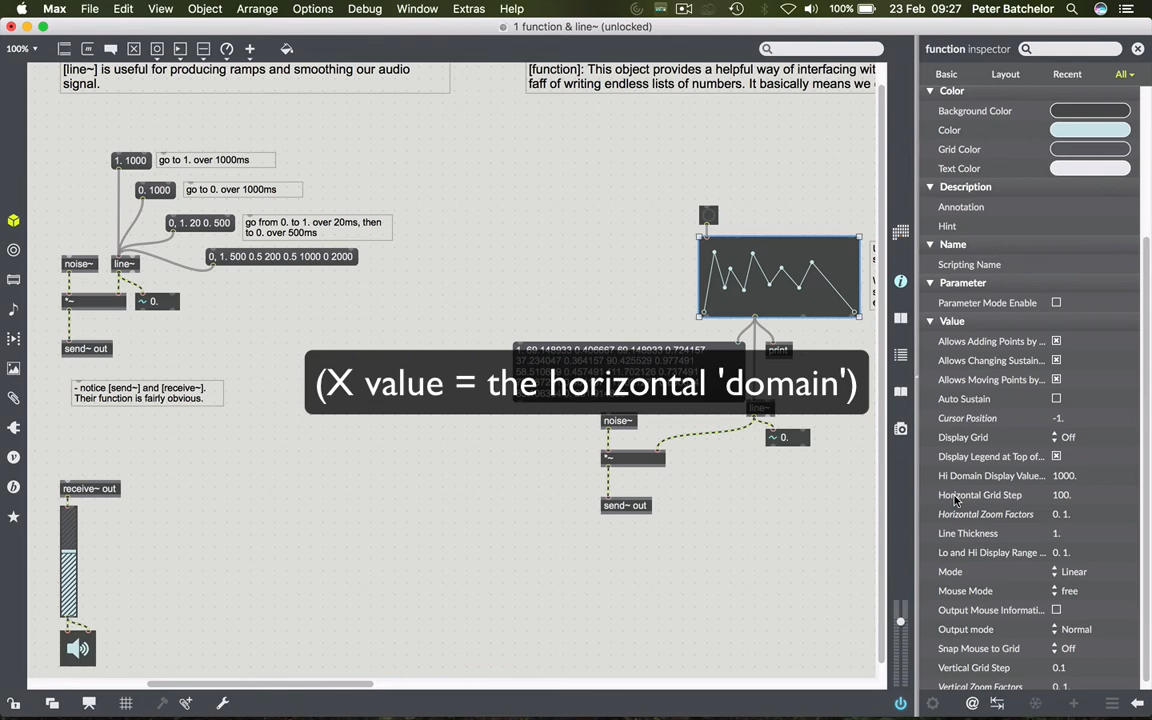 Max File Edit View Object Arrange Options Debug Window Extras Help 100% 23 Feb 09:27 Peter Batchelor
1 function & line~ (unlocked)
100%
function inspector
Basic Layout Recent All
[line~] is useful for producing ramps and smoothing our audio
signal.
[function]: This object provides a helpful way of interfacing wit
faff of writing endless lists of numbers. It basically means we
1. 1000
go to 1. over 1000ms
0. 1000
go to 0. over 1000ms
0, 1. 20 0. 500
go from 0. to 1. over 20ms, then
to 0. over 500ms
0, 1. 500 0.5 200 0.5 1000 0 2000
noise~
line~
*~
~ 0.
send~ out
- notice [send~] and [receive~].
Their function is fairly obvious.
receive~ out
print
(X value = the horizontal 'domain')
line~
noise~
~ 0.
*~
send~ out
Color
Background Color
Color
Grid Color
Text Color
Description
Annotation
Hint
Name
Scripting Name
Parameter
Parameter Mode Enable
Value
Allows Adding Points by...
Allows Changing Sustain...
Allows Moving Points by...
Auto Sustain
Cursor Position -1.
Display Grid Off
Display Legend at Top of...
Hi Domain Display Value... 1000.
Horizontal Grid Step 100.
Horizontal Zoom Factors 0. 1.
Line Thickness 1.
Lo and Hi Display Range ... 0. 1.
Mode Linear
Mouse Mode free
Output Mouse Informati...
Output mode Normal
Snap Mouse to Grid Off
Vertical Grid Step 0.1
Vertical Zoom Factors 0. 1.